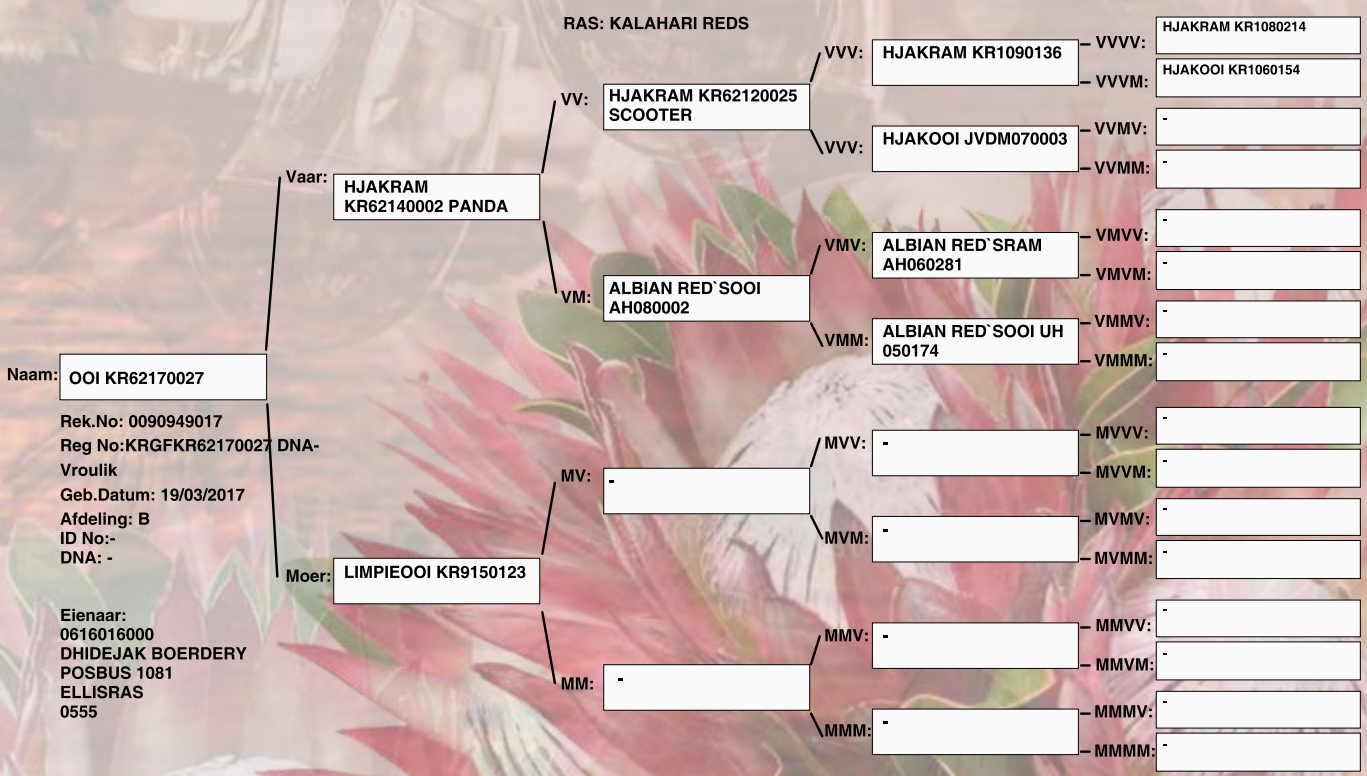 RAS: KALAHARI REDS
Naam: OOI KR62170027
Rek.No: 0090949017
Reg No:KRGFKR62170027 DNA-
Vroulik
Geb.Datum: 19/03/2017
Afdeling: B
ID No:-
DNA: -
Eienaar:
0616016000
DHIDEJAK BOERDERY
POSBUS 1081
ELLISRAS
0555
Vaar: HJAKRAM
KR62140002 PANDA
Moer: LIMPIEOOI KR9150123
VV: HJAKRAM KR62120025
SCOOTER
VM: ALBIAN RED`SOOI
AH080002
MV: -
MM: -
VVV: HJAKRAM KR1090136
VVV: HJAKOOI JVDM070003
VMV: ALBIAN RED`SRAM
AH060281
VMM: ALBIAN RED`SOOI UH
050174
MVV: -
MVM: -
MMV: -
MMM: -
VVVV: HJAKRAM KR1080214
VVVM: HJAKOOI KR1060154
VVMV: -
VVMM: -
VMVV: -
VMVM: -
VMMV: -
VMMM: -
MVVV: -
MVVM: -
MVMV: -
MVMM: -
MMVV: -
MMVM: -
MMMV: -
MMMM: -